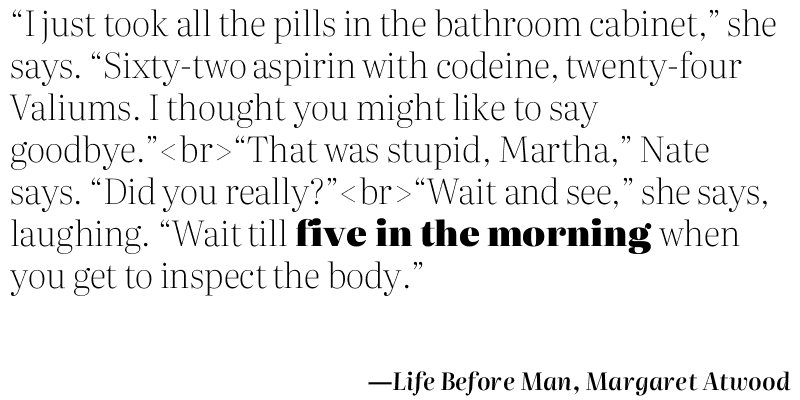 “I just took all the pills in the bathroom cabinet,” she
says. “Sixty-two aspirin with codeine, twenty-four
Valiums. I thought you might like to say
goodbye.”<br>“That was stupid, Martha,” Nate
says. “Did you really?”<br>“Wait and see,” she says,
laughing. “Wait till five in the morning when
you get to inspect the body.”
—Life Before Man, Margaret Atwood